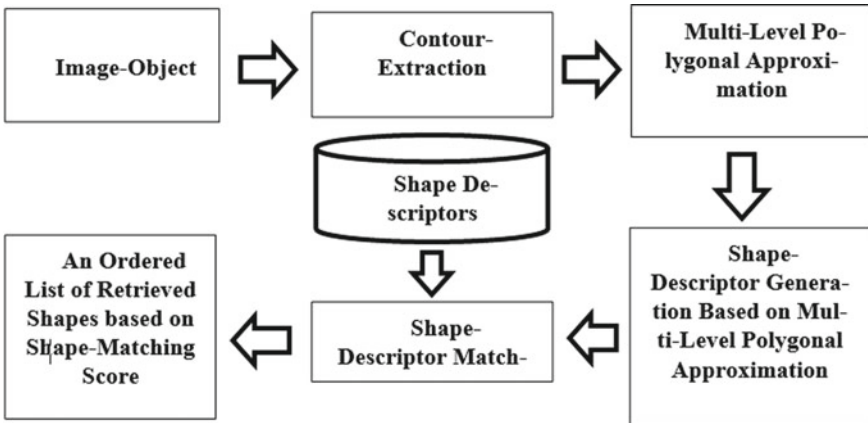 Image-Object
Contour-
Extraction
Multi-Level Po-
lygonal Approxi-
mation
Shape De-
scriptors
An Ordered
List of Retrieved
Shapes based on
Shape-Matching
Score
Shape-
Descriptor Match-
Shape-
Descriptor Genera-
tion Based on Mul-
ti-Level Polygonal
Approximation